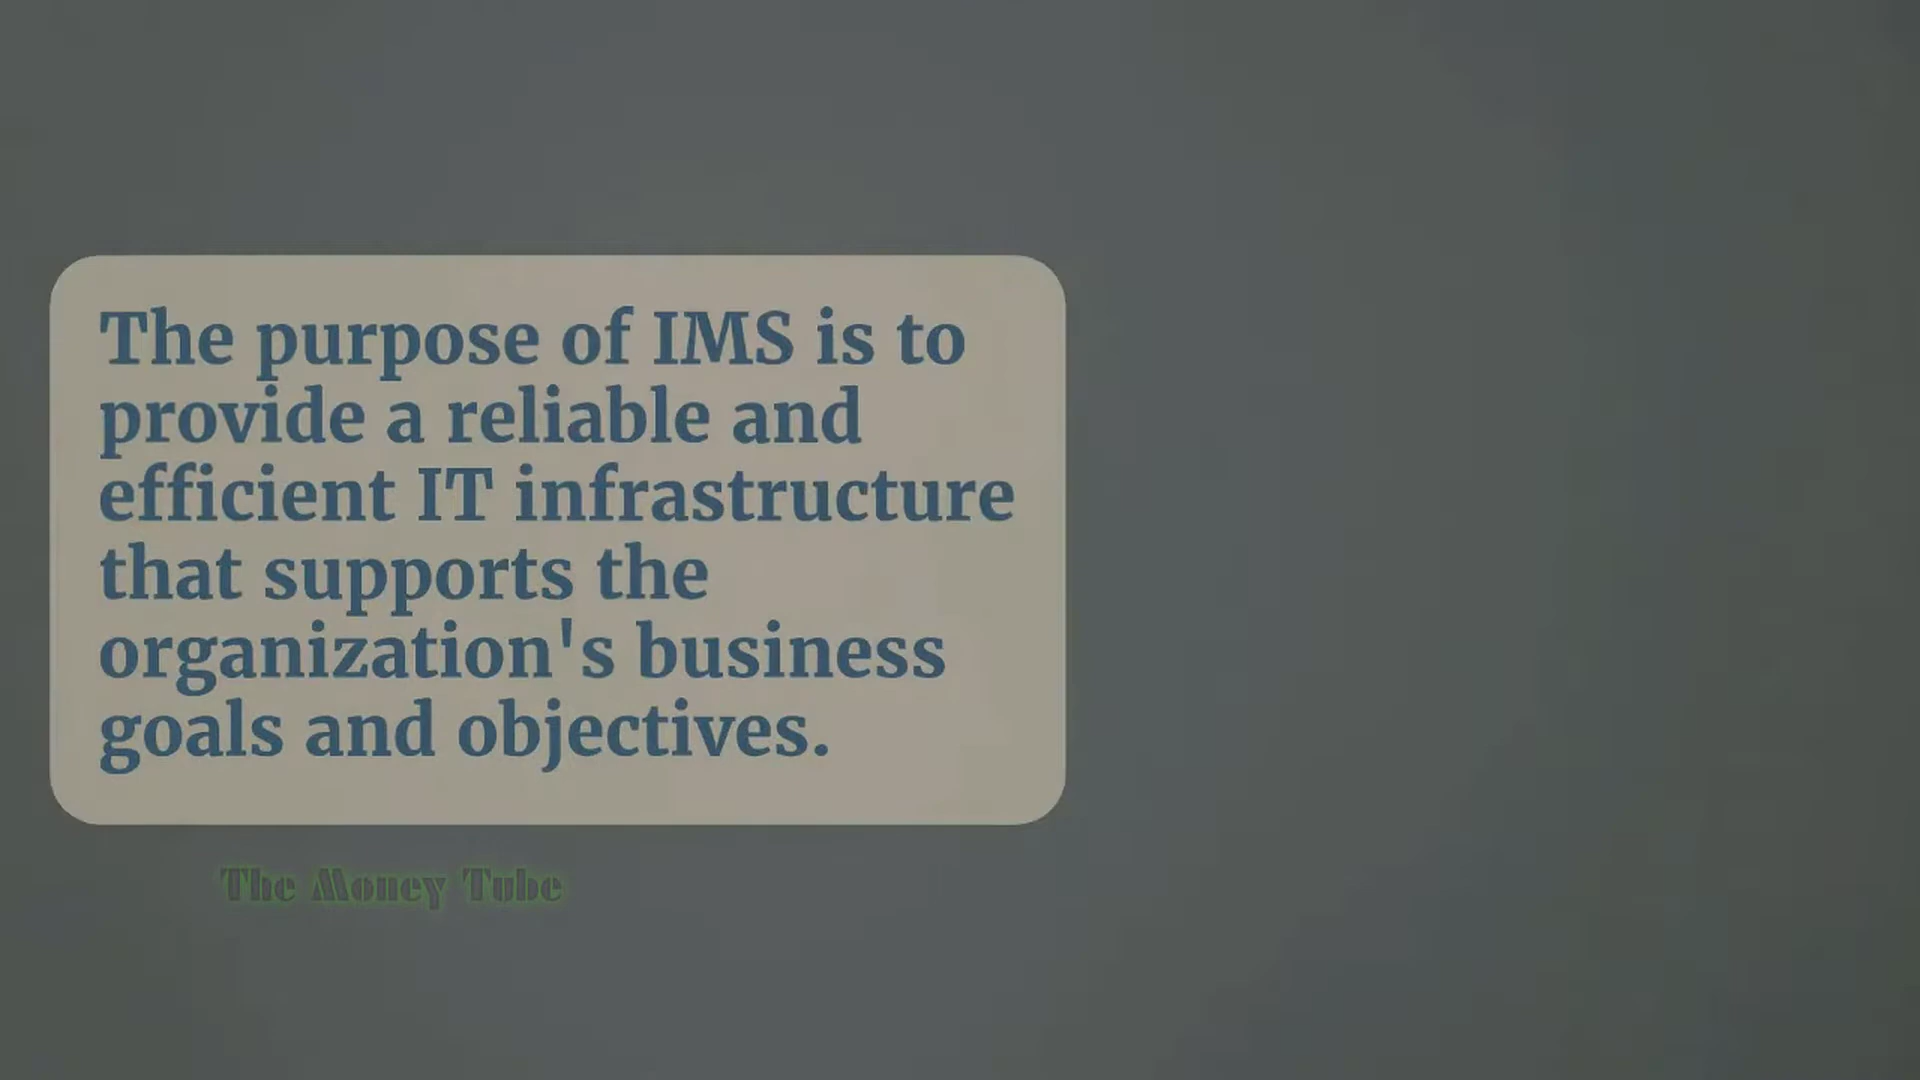 The purpose of IMS is to
provide a reliable and
efficient IT infrastructure
that supports the
organization's business
goals and objectives.
The Money Tube